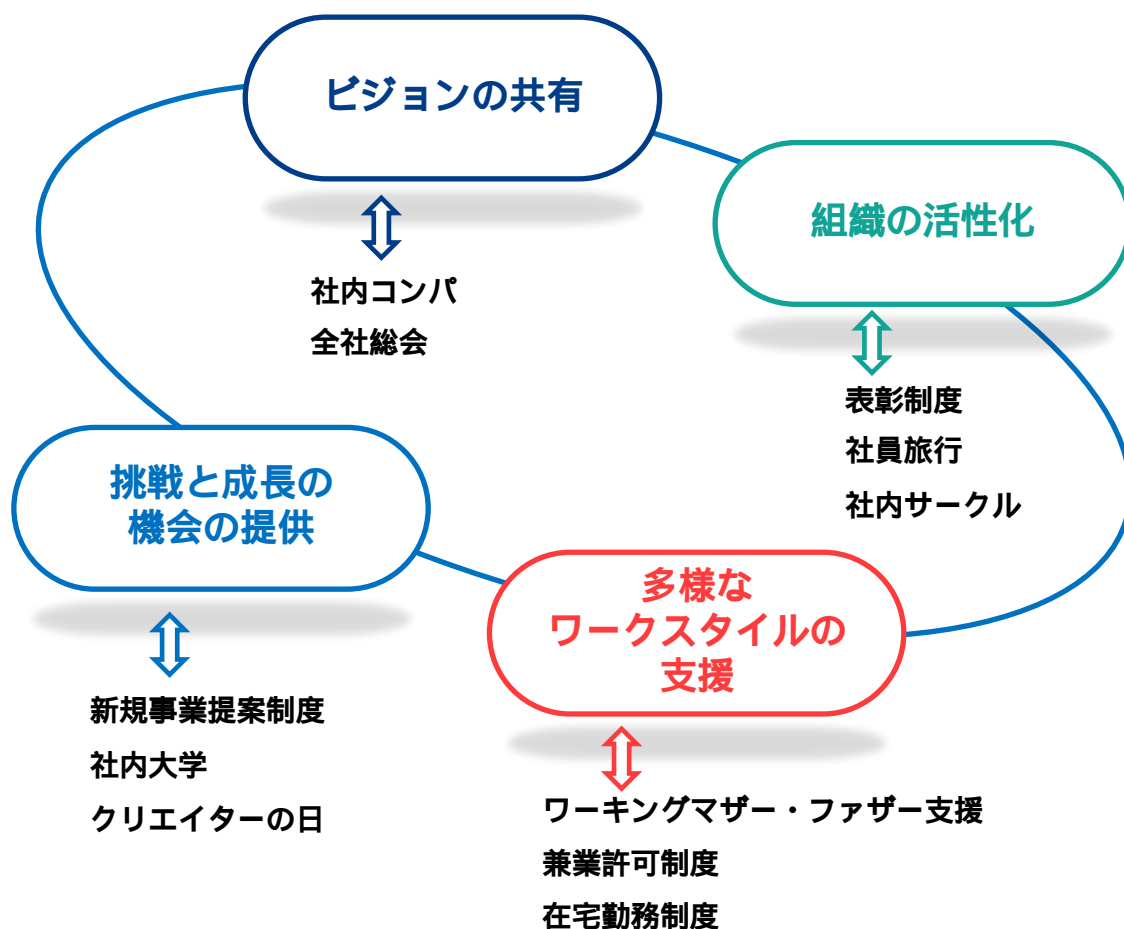 ビジョンの共有
社内コンパ
全社総会
組織の活性化
表彰制度
社員旅行
社内サークル
挑戦と成長の
機会の提供
新規事業提案制度
社内大学
クリエイターの日
多様な
ワークスタイルの
支援
ワーキングマザー・ファザー支援
兼業許可制度
在宅勤務制度